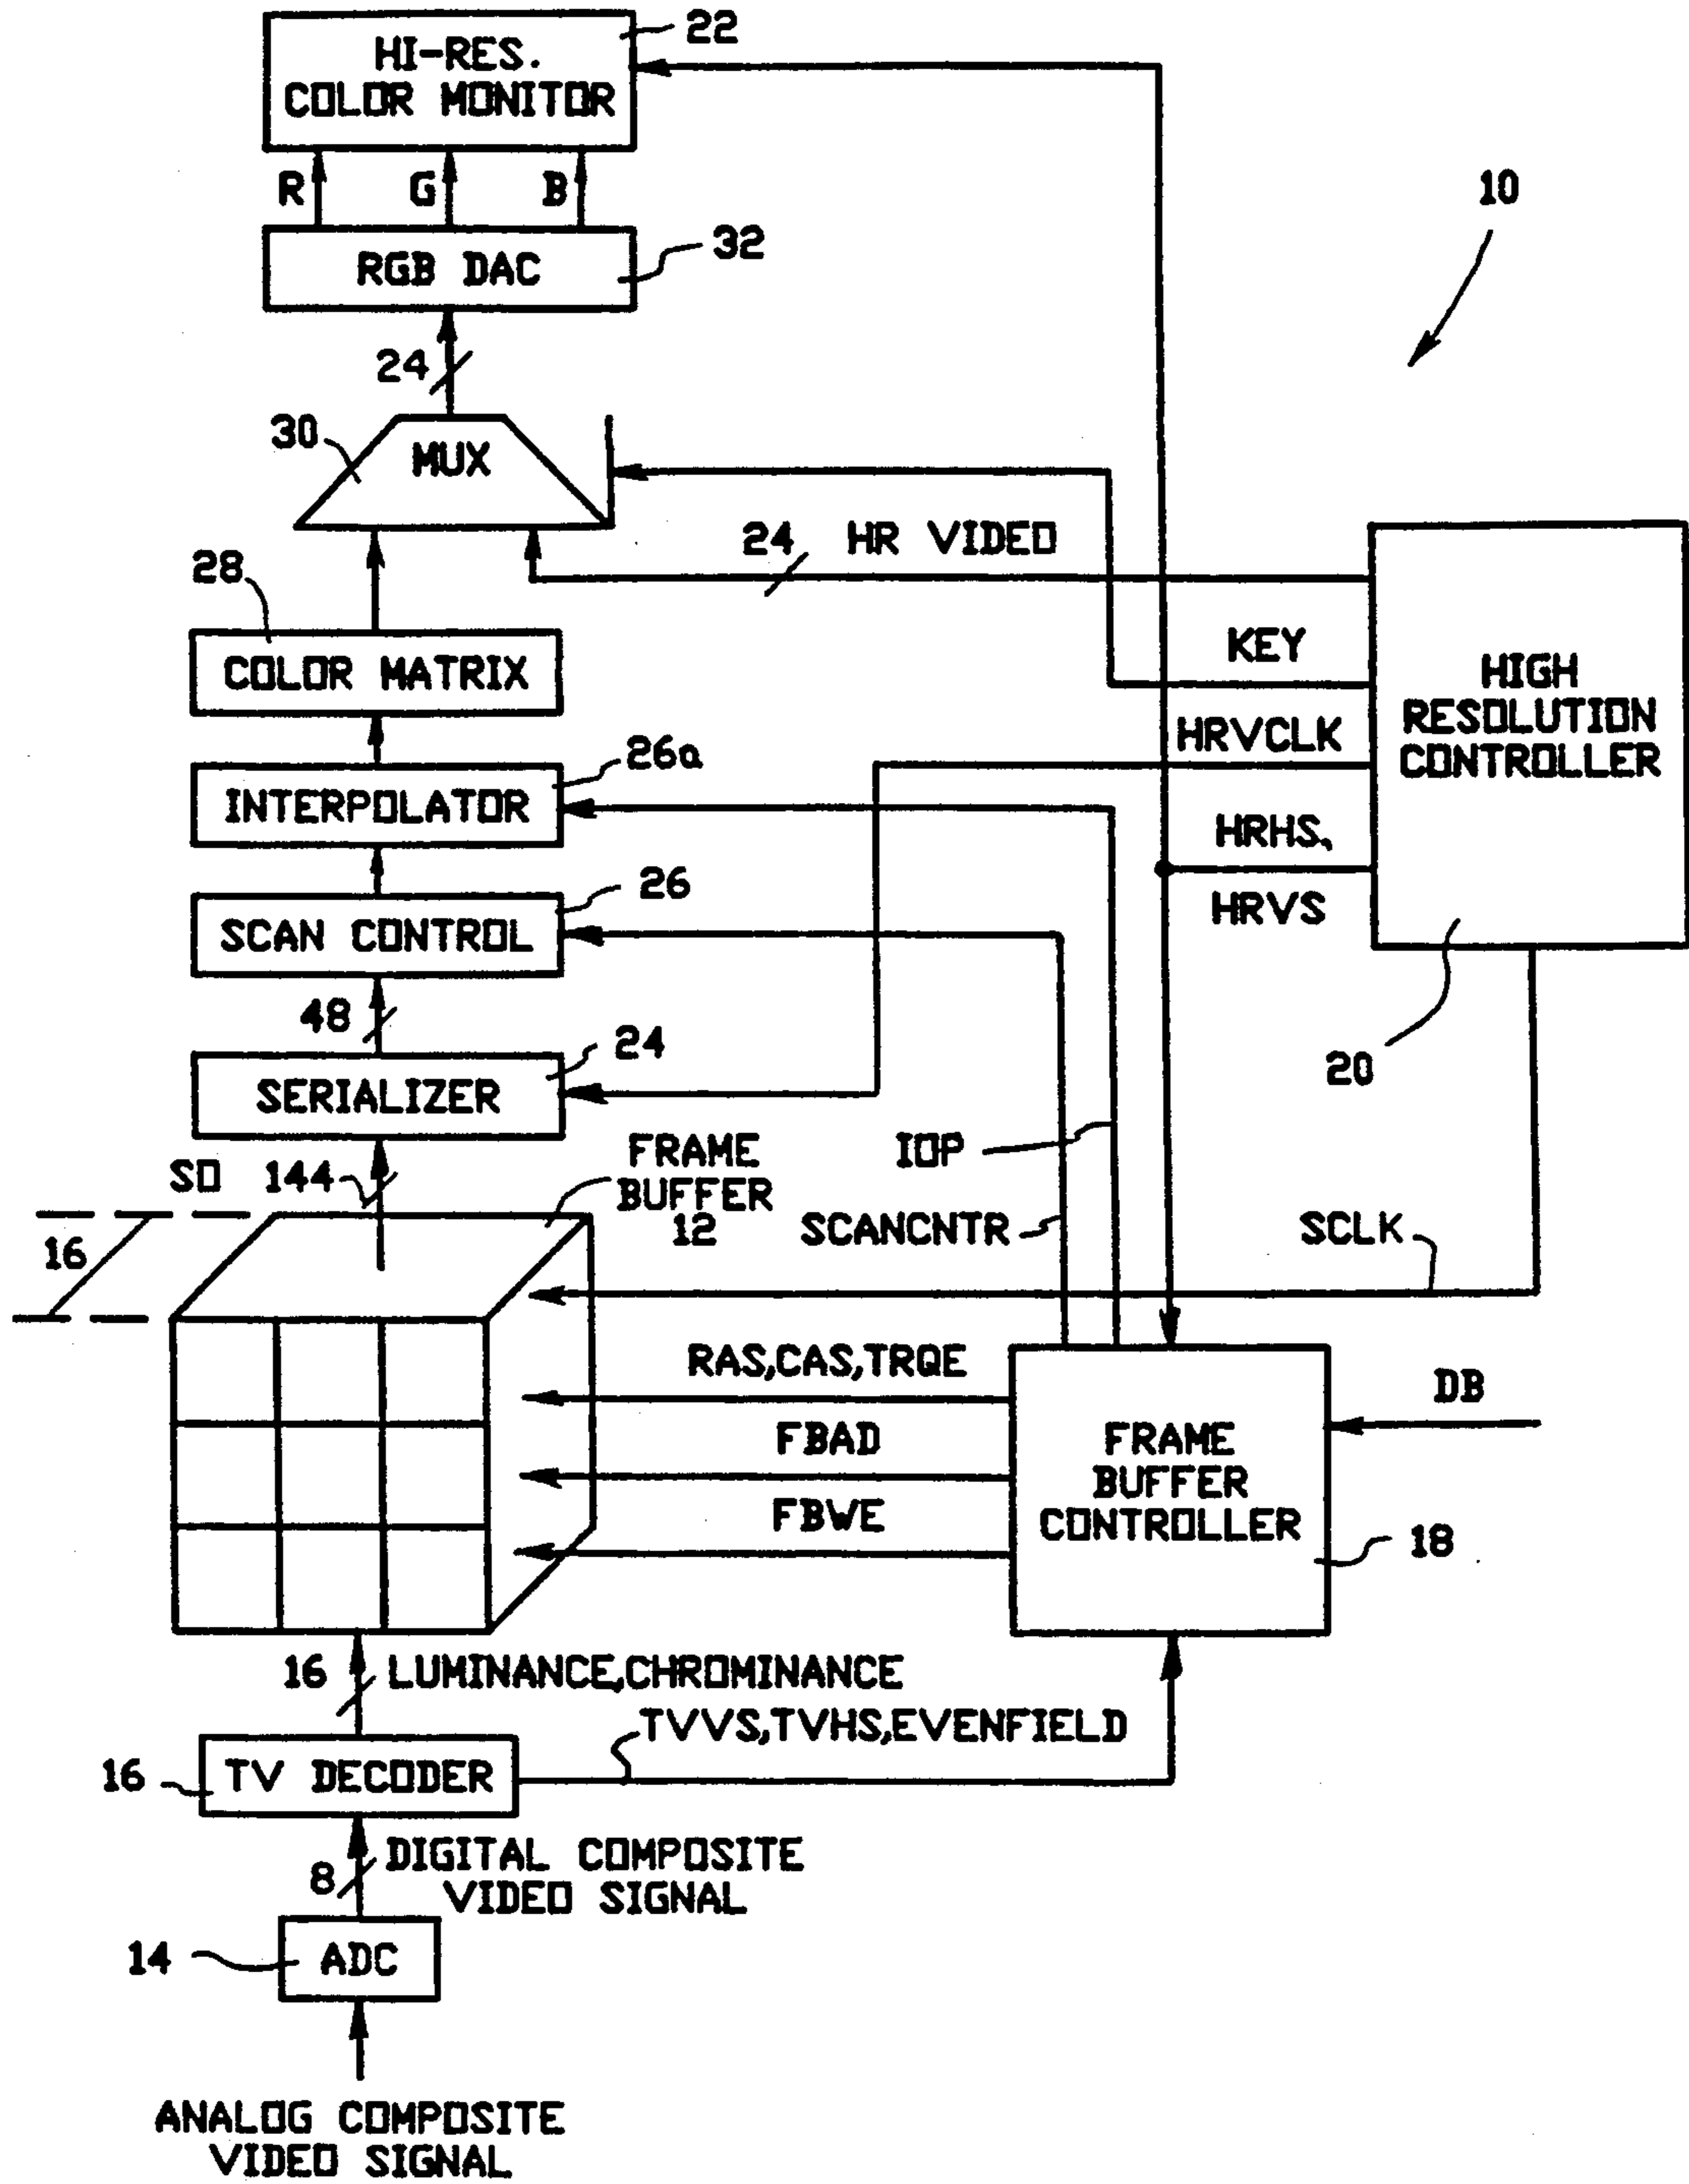 22
HI-RES.
COLOR MONITOR
R G B
10
RGB DAC
32
24
30
MUX
24 HR VIDEO
28
COLOR MATRIX
KEY
HIGH
RESOLUTION
CONTROLLER
HRVCLK
26a
INTERPOLATOR
HRHS,
HRVS
26
SCAN CONTROL
48
24
20
SERIALIZER
SD 144
FRAME
BUFFER
12
IOP
SCANCNTR
SCLK
16
RAS,CAS,TRQE
DB
FBAD
FRAME
BUFFER
CONTROLLER
FBWE
18
16 LUMINANCE,CHROMINANCE
TVVS,TVHS,EVENFIELD
16
TV DECODER
8
DIGITAL COMPOSITE
VIDEO SIGNAL
14
ADC
ANALOG COMPOSITE
VIDEO SIGNAL